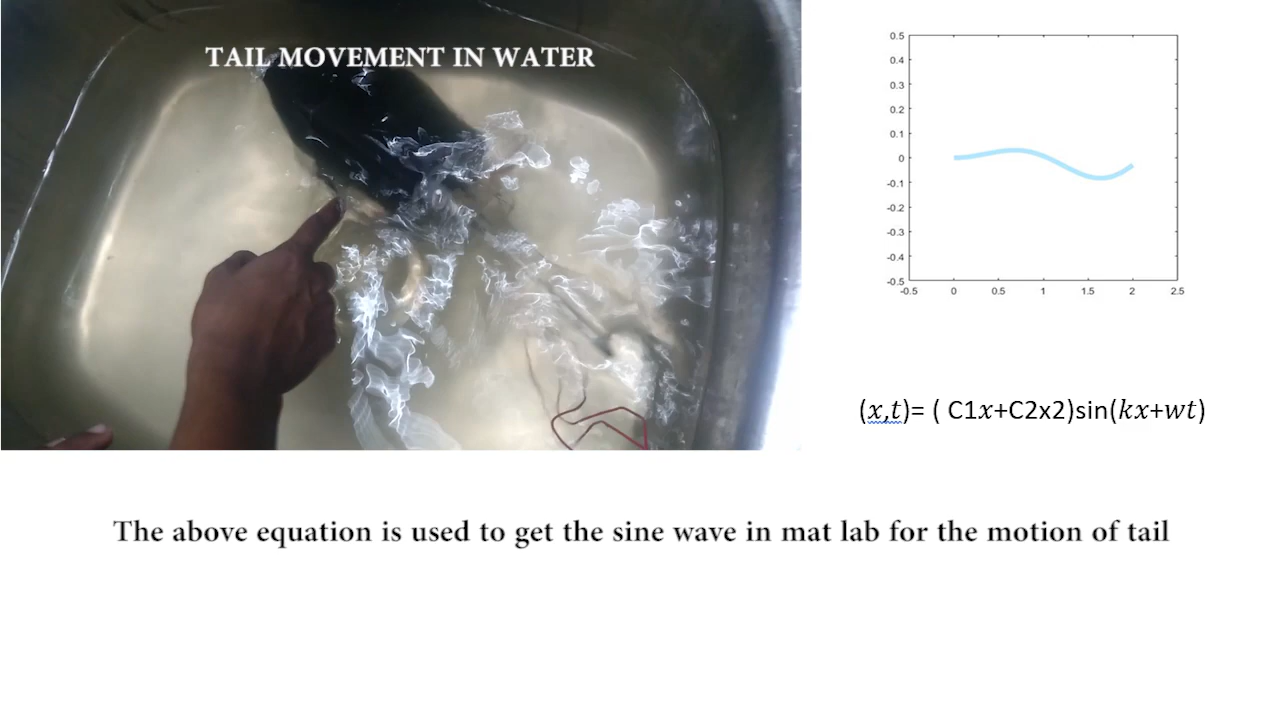 TAIL MOVEMENT IN WATER
0.5
0.4
0.3
0.2
0.1
0
-0.1
-0.2
-0.3
-0.4
-0.5
-0.5 0 0.5 1 1.5 2 2.5
(x,t)= ( C1x+C2x2)sin(kx+wt)
The above equation is used to get the sine wave in mat lab for the motion of tail